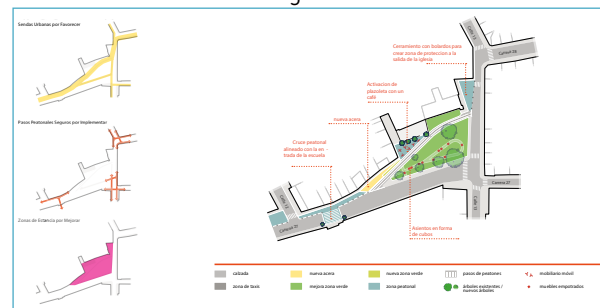 Sendas Urbanas por Favorecer
Pasos Peatonales Seguros por Implementar
Zonas de Estancia por Mejorar
Cerramiento con bolardos para
crear zona de proteccion a la
salida de la iglesia
Activacion de
plazoleta con un
café
nueva acera
Cruce peatonal
alineado con la en -
trada de la escuela
Asientos en forma
de cubos
Carrera 27
calzada
zona de taxis
nueva acera
mejora zona verde
nueva zona verde
zona peatonal
pasos de peatones
árboles existentes /
nuevos árboles
mobiliario móvil
muebles empotrados